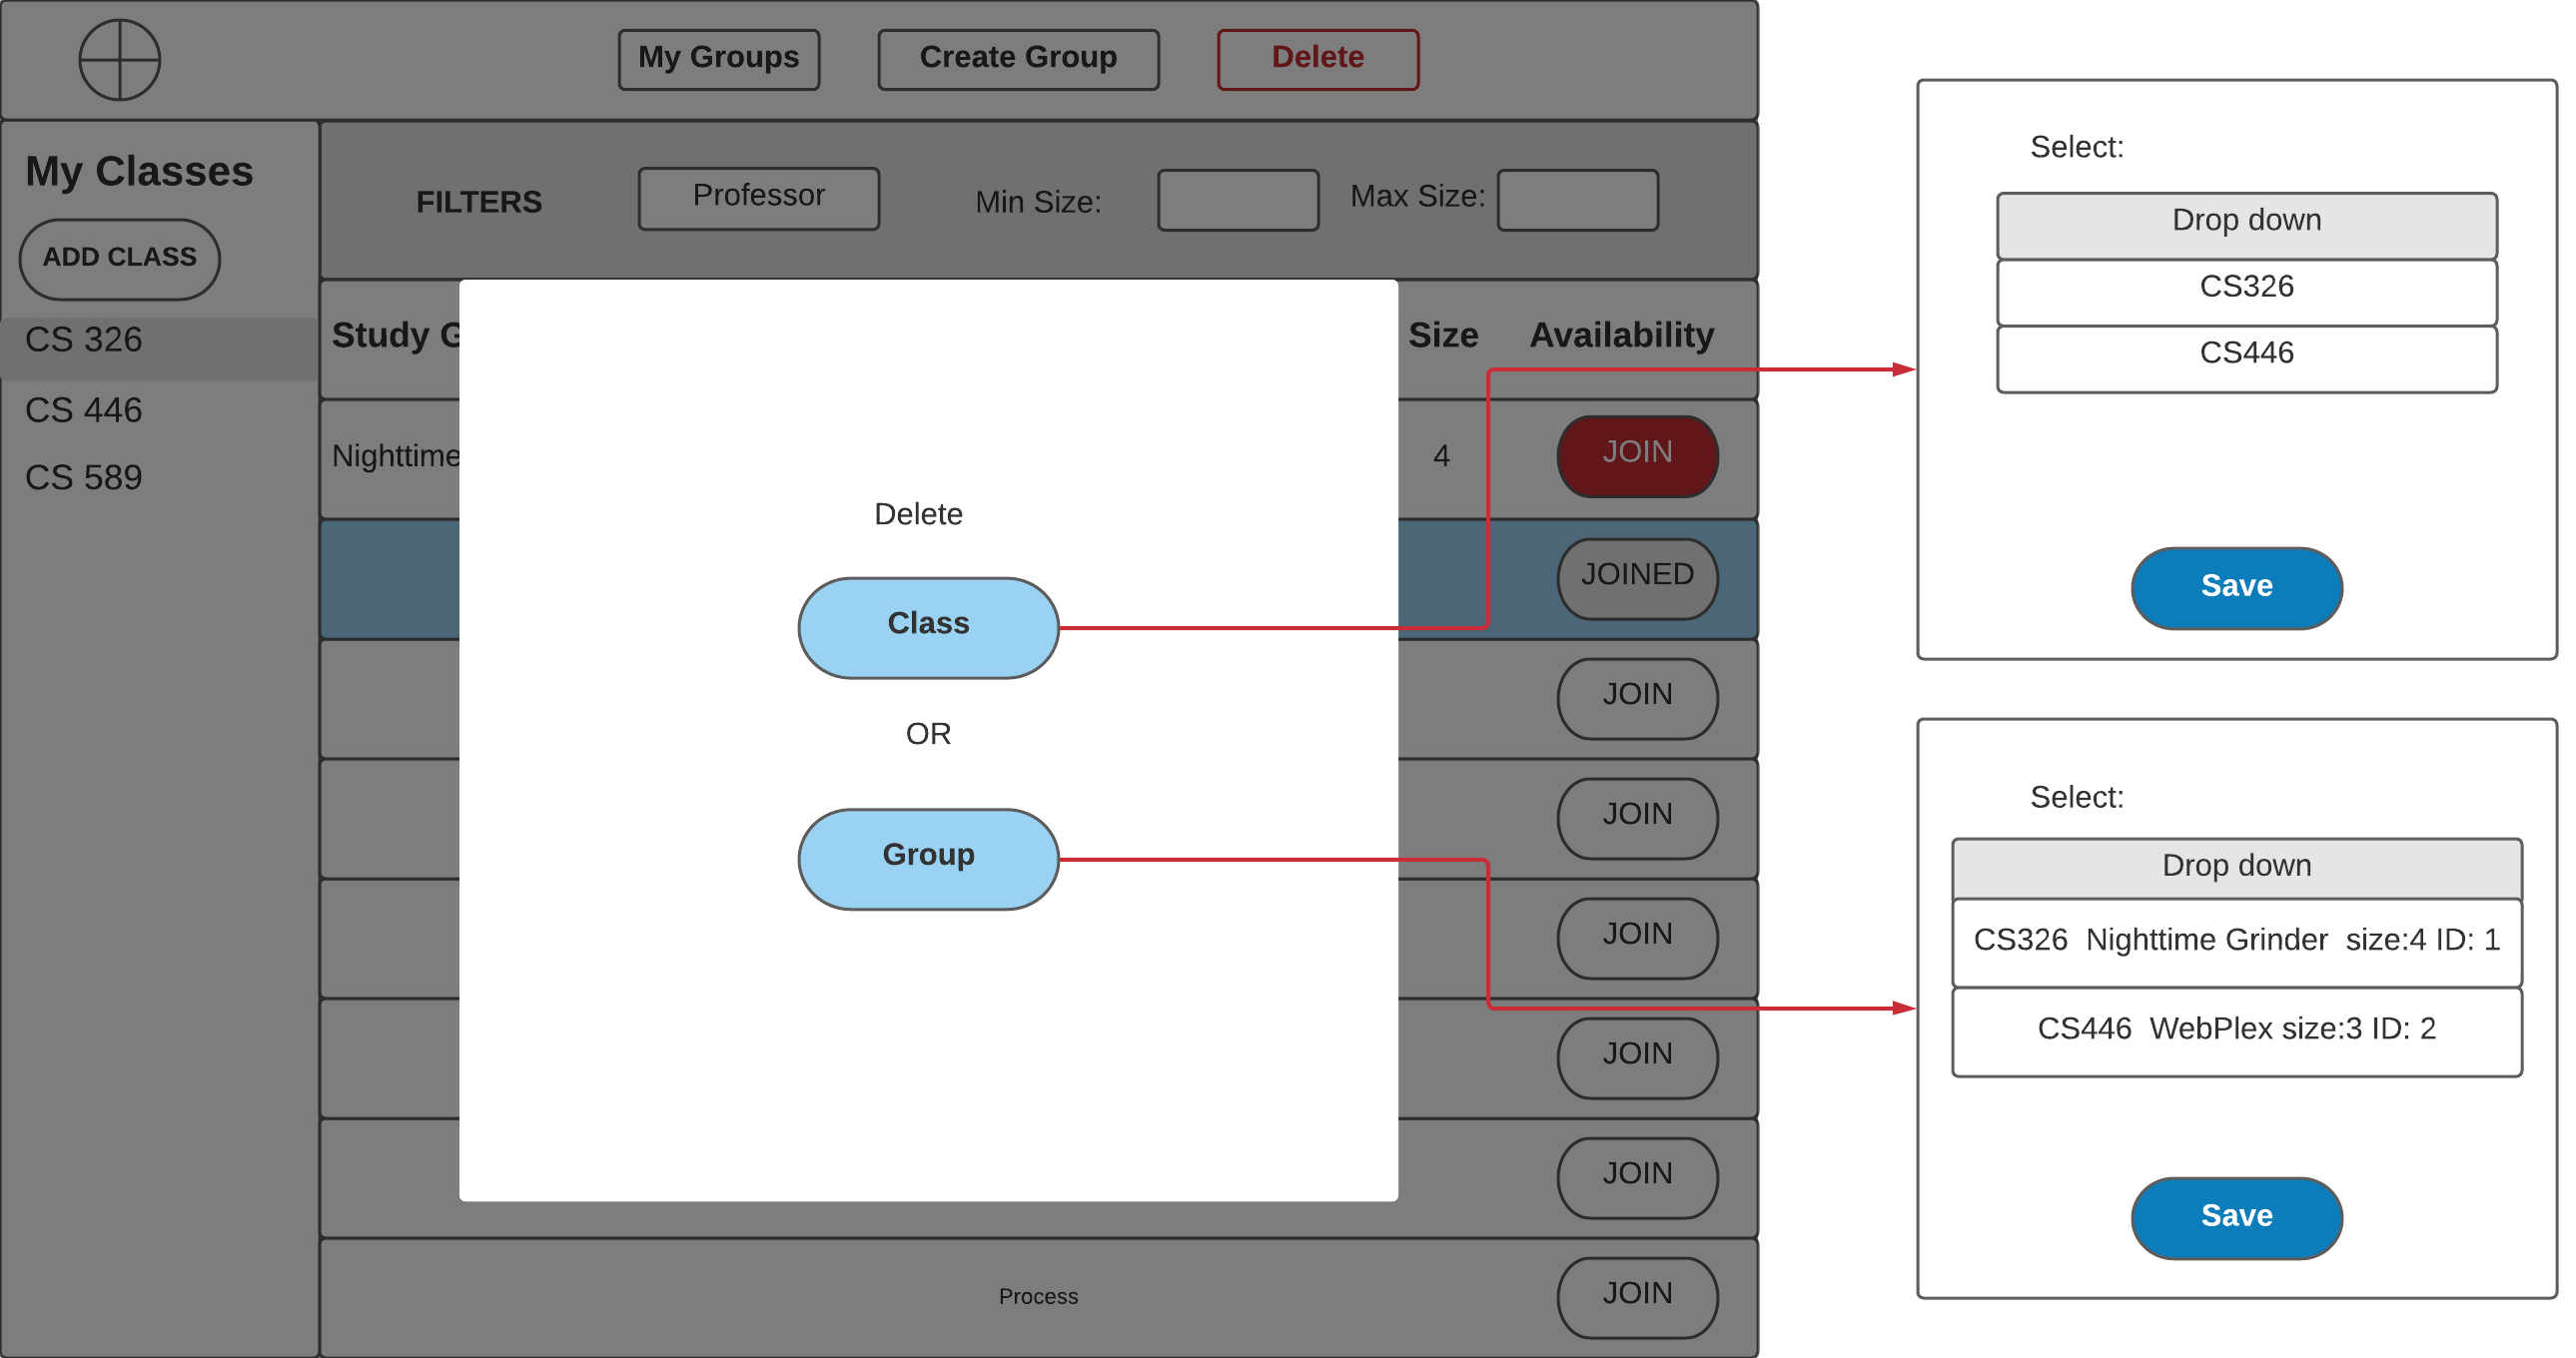 My Groups
Create Group
Delete
My Classes
ADD CLASS
CS 326
CS 446
CS 589
FILTERS
Professor
Min Size:
Max Size:
Study G
Size
Availability
Nighttime
4
JOIN
JOINED
JOIN
JOIN
JOIN
JOIN
JOIN
Process
JOIN
Delete
Class
OR
Group
Select:
Drop down
CS326
CS446
Save
Select:
Drop down
CS326  Nighttime Grinder  size:4 ID: 1
CS446  WebPlex size:3 ID: 2
Save